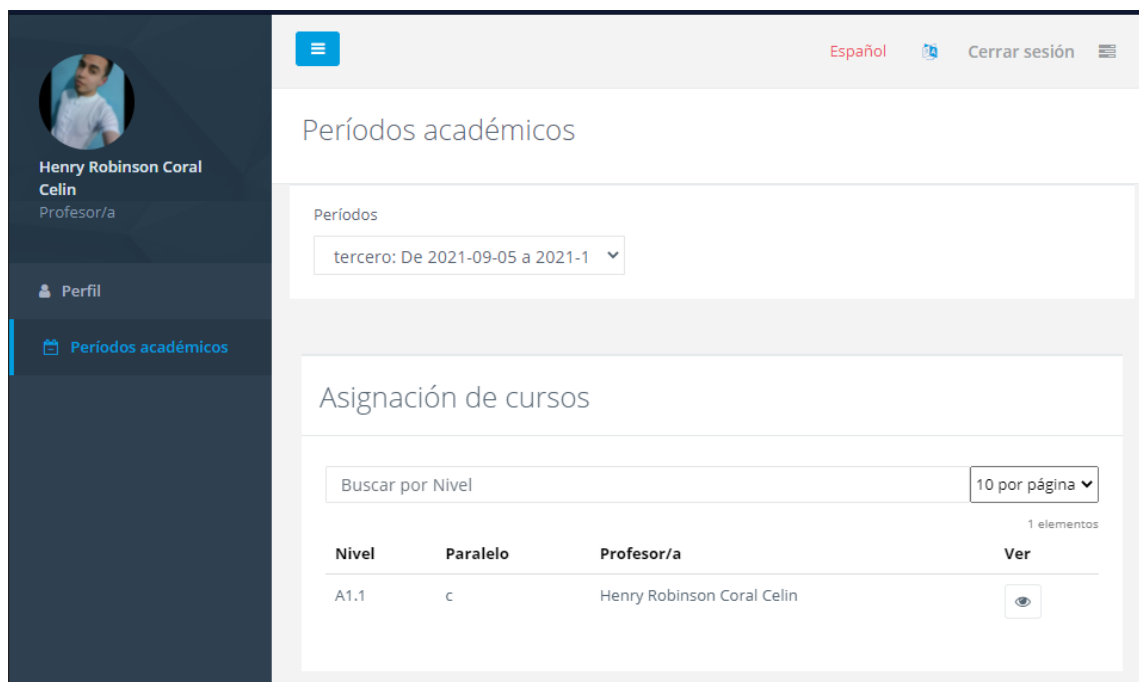 Henry Robinson Coral
Celin
Profesor/a
Perfil
Períodos académicos
Español
Cerrar sesión
Períodos académicos
Períodos
tercero: De 2021-09-05 a 2021-1
Asignación de cursos
Buscar por Nivel
10 por página
1 elementos
Nivel Paralelo Profesor/a Ver
A1.1 c Henry Robinson Coral Celin